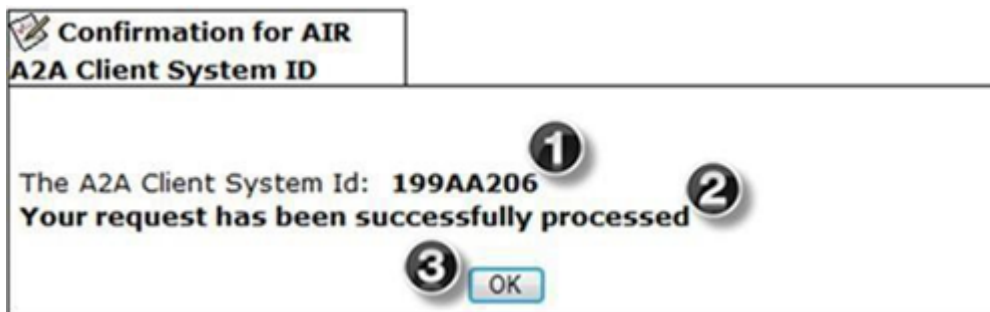 Confirmation for AIR
A2A Client System ID
1
The A2A Client System Id: 199AA206
2
Your request has been successfully processed
3 OK